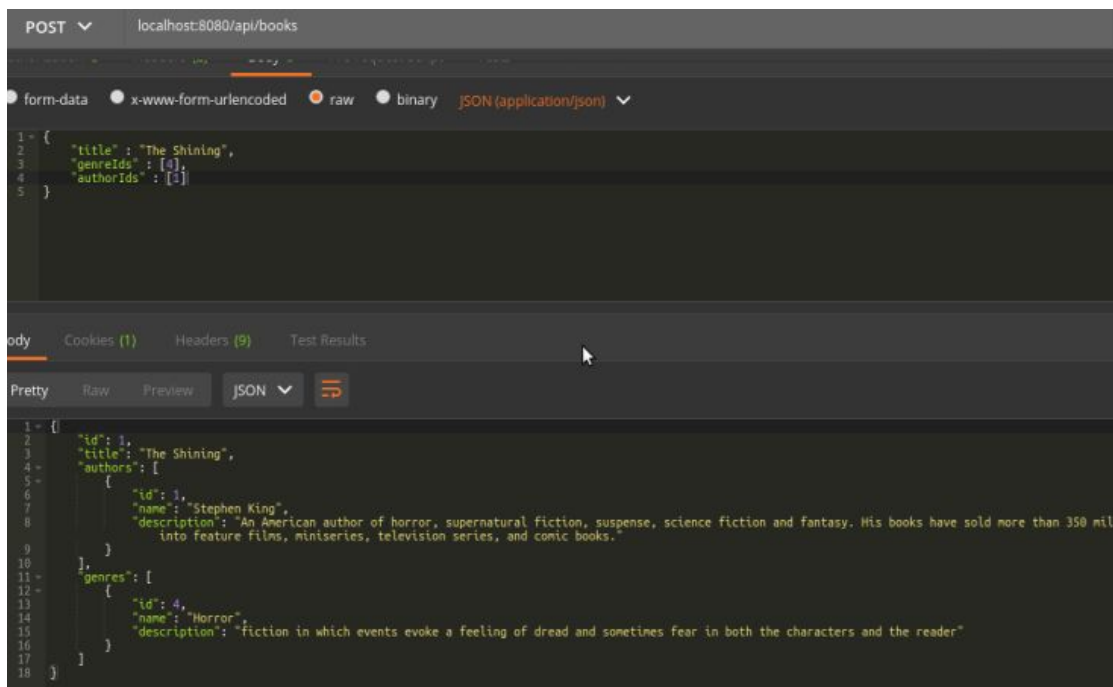 POST
localhost:8080/api/books
form-data
x-www-form-urlencoded
raw
binary
JSON (application/json)
1 {
2 "title" : "The Shining",
3 "genreIds" : [4],
4 "authorIds" : [1]
5 }
ody
Cookies (1)
Headers (9)
Test Results
Pretty
Raw
Preview
JSON
1 {
2 "id": 1,
3 "title": "The Shining",
4 "authors": [
5 {
6 "id": 1,
7 "name": "Stephen King",
8 "description": "An American author of horror, supernatural fiction, suspense, science fiction and fantasy. His books have sold more than 350 mil
into feature films, miniseries, television series, and comic books."
9 }
10 ],
11 "genres": [
12 {
13 "id": 4,
14 "name": "Horror",
15 "description": "fiction in which events evoke a feeling of dread and sometimes fear in both the characters and the reader"
16 }
17 ]
18 }